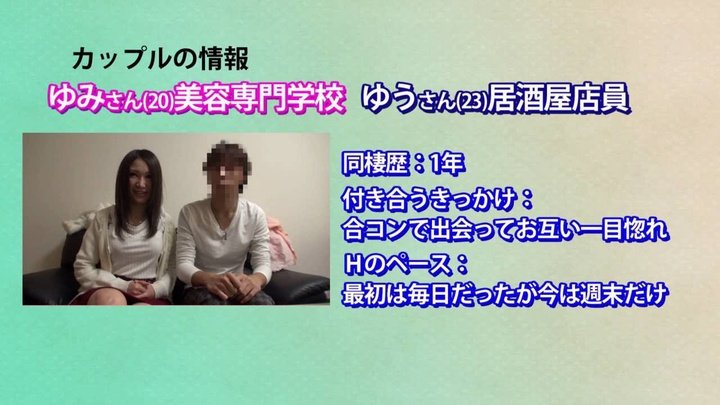 カップルの情報
ゆみさん(20)美容専門学校 ゆうさん(23)居酒屋店員
同棲歴：1年
付き合うきっかけ：
合コンで出会ってお互い一目惚れ
Ｈのペース：
最初は毎日だったが今は週末だけ